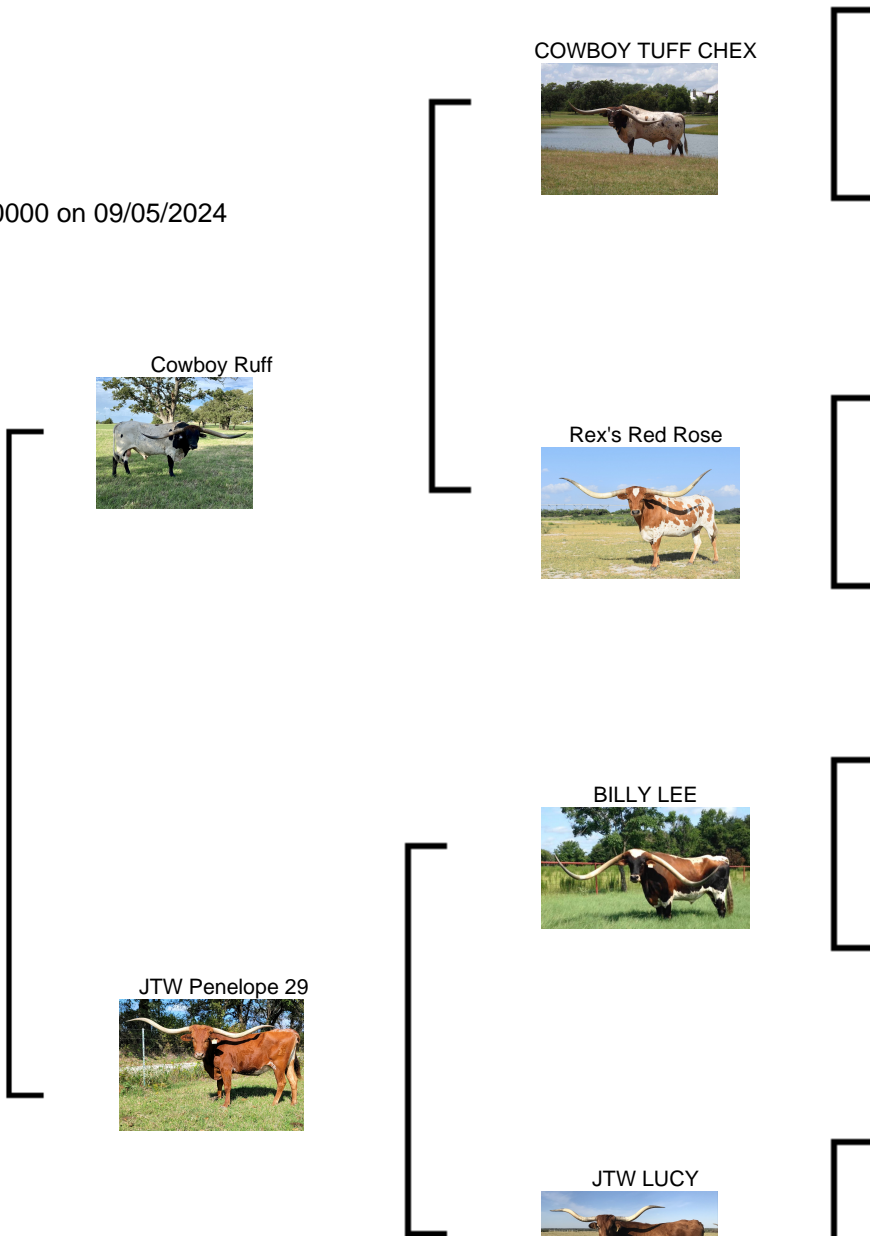 COWBOY TUFF CHEX
0000 on 09/05/2024
Cowboy Ruff
Rex's Red Rose
BILLY LEE
JTW Penelope 29
JTW LUCY